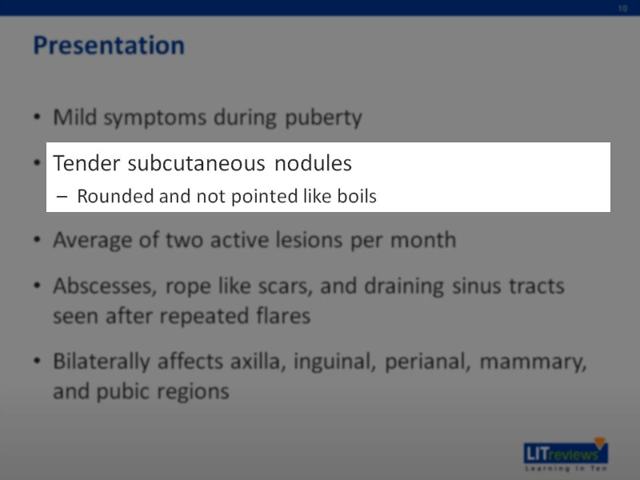 10
Presentation
• Mild symptoms during puberty
• Tender subcutaneous nodules
– Rounded and not pointed like boils
• Average of two active lesions per month
• Abscesses, rope like scars, and draining sinus tracts
seen after repeated flares
• Bilaterally affects axilla, inguinal, perianal, mammary,
and pubic regions
LITreviews
Learning In Ten